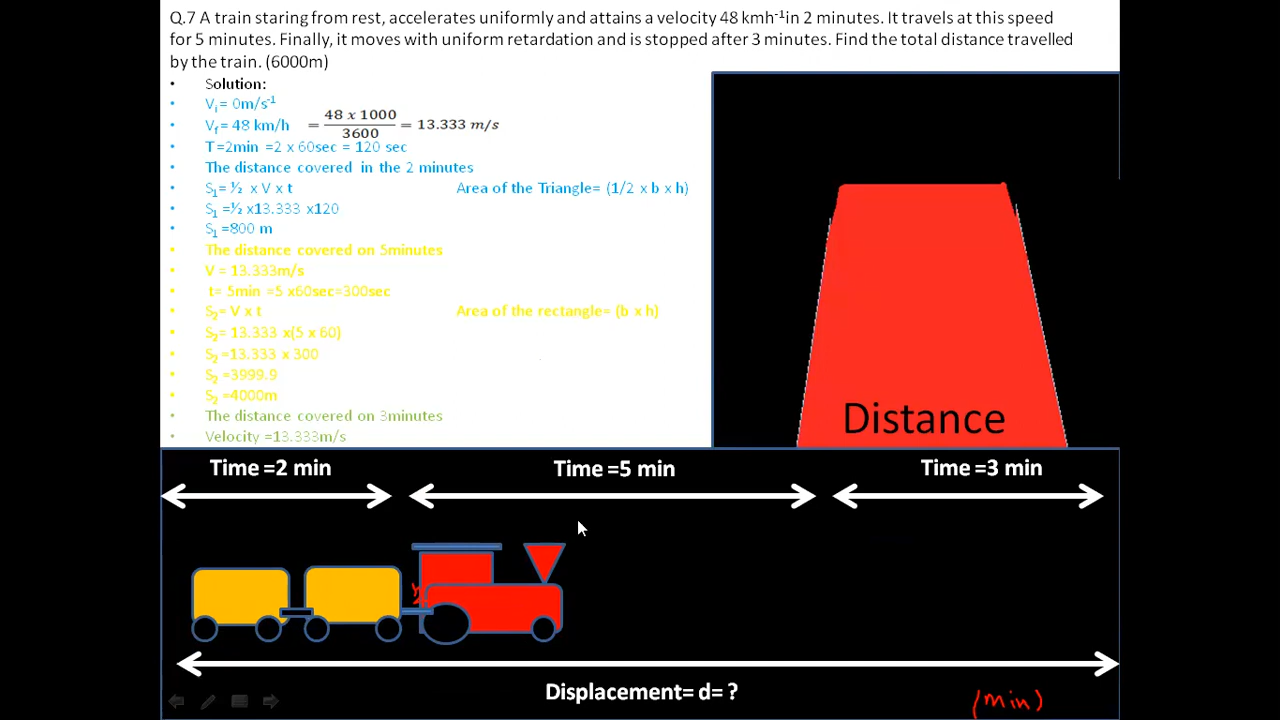 Q.7 A train staring from rest, accelerates uniformly and attains a velocity 48 kmh⁻¹in 2 minutes. It travels at this speed
for 5 minutes. Finally, it moves with uniform retardation and is stopped after 3 minutes. Find the total distance travelled
by the train. (6000m)
• Solution:
• Vᵢ = 0m/s⁻¹
• V_f = 48 km/h = 48 x 1000 / 3600 = 13.333 m/s
• T =2min =2 x 60sec = 120 sec
• The distance covered in the 2 minutes
• S₁= ½ x V x t Area of the Triangle= (1/2 x b x h)
• S₁ =½ x13.333 x120
• S₁ =800 m
• The distance covered on 5minutes
• V = 13.333m/s
• t= 5min =5 x60sec=300sec
• S₂= V x t Area of the rectangle= (b x h)
• S₂= 13.333 x(5 x 60)
• S₂ =13.333 x 300
• S₂ =3999.9
• S₂ =4000m
• The distance covered on 3minutes
• Velocity =13.333m/s
Distance
Time =2 min Time =5 min Time =3 min
Displacement= d= ?
(min)